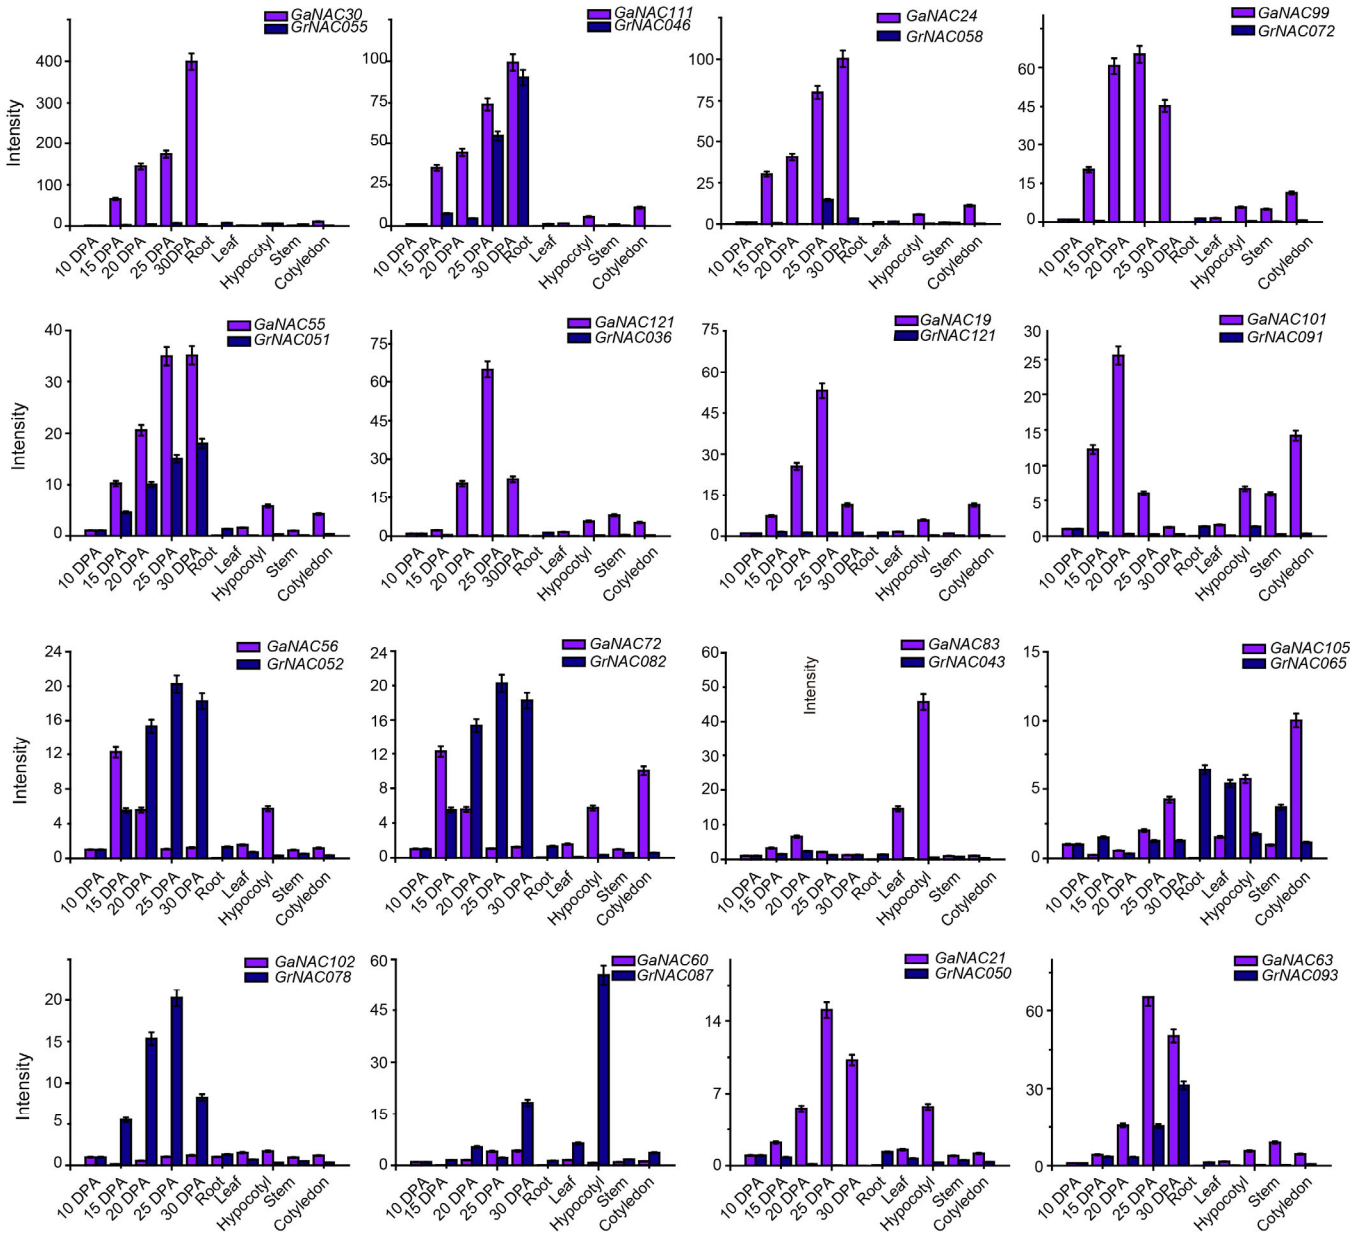 GaNAC30
GrNAC055
Intensity
400
300
200
100
0
10 DPA
15 DPA
20 DPA
25 DPA
30DPA
Root
Leaf
Hypocotyl
Stem
Cotyledon
GaNAC111
GrNAC046
100
75
50
25
0
10 DPA
15 DPA
20 DPA
25 DPA
30 DPA
Root
Leaf
Hypocotyl
Stem
Cotyledon
GaNAC24
GrNAC058
100
75
50
25
0
10 DPA
15 DPA
20 DPA
25 DPA
30 DPA
Root
Leaf
Hypocotyl
Stem
Cotyledon
GaNAC99
GrNAC072
60
45
30
15
0
10 DPA
15 DPA
20 DPA
25 DPA
30 DPA
Root
Leaf
Hypocotyl
Stem
Cotyledon
GaNAC55
GrNAC051
Intensity
40
30
20
10
0
10 DPA
15 DPA
20 DPA
25 DPA
30 DPA
Root
Leaf
Hypocotyl
Stem
Cotyledon
GaNAC121
GrNAC036
75
60
45
30
15
0
10 DPA
15 DPA
20 DPA
25 DPA
30DPA
Root
Leaf
Hypocotyl
Stem
Cotyledon
GaNAC19
GrNAC121
75
60
45
30
15
0
10 DPA
15 DPA
20 DPA
25 DPA
30 DPA
Root
Leaf
Hypocotyl
Stem
Cotyledon
GaNAC101
GrNAC091
30
25
20
15
10
5
0
10 DPA
15 DPA
20 DPA
25 DPA
30 DPA
Root
Leaf
Hypocotyl
Stem
Cotyledon
GaNAC56
GrNAC052
Intensity
24
20
16
12
8
4
0
10 DPA
15 DPA
20 DPA
25 DPA
30 DPA
Root
Leaf
Hypocotyl
Stem
Cotyledon
GaNAC72
GrNAC082
24
20
16
12
8
4
0
10 DPA
15 DPA
20 DPA
25 DPA
30 DPA
Root
Leaf
Hypocotyl
Stem
Cotyledon
GaNAC83
GrNAC043
Intensity
60
50
40
30
20
10
0
10 DPA
15 DPA
20 DPA
25 DPA
30 DPA
Root
Leaf
Hypocotyl
Stem
Cotyledon
GaNAC105
GrNAC065
15
10
5
0
10 DPA
15 DPA
20 DPA
25 DPA
30 DPA
Root
Leaf
Hypocotyl
Stem
Cotyledon
GaNAC102
GrNAC078
Intensity
20
15
10
5
0
10 DPA
15 DPA
20 DPA
25 DPA
30 DPA
Root
Leaf
Hypocotyl
Stem
Cotyledon
GaNAC60
GrNAC087
60
45
30
15
0
10 DPA
15 DPA
20 DPA
25 DPA
30 DPA
Root
Leaf
Hypocotyl
Stem
Cotyledon
GaNAC21
GrNAC050
14
7
0
10 DPA
15 DPA
20 DPA
25 DPA
30 DPA
Root
Leaf
Hypocotyl
Stem
Cotyledon
GaNAC63
GrNAC093
60
30
0
10 DPA
15 DPA
20 DPA
25 DPA
30 DPA
Root
Leaf
Hypocotyl
Stem
Cotyledon